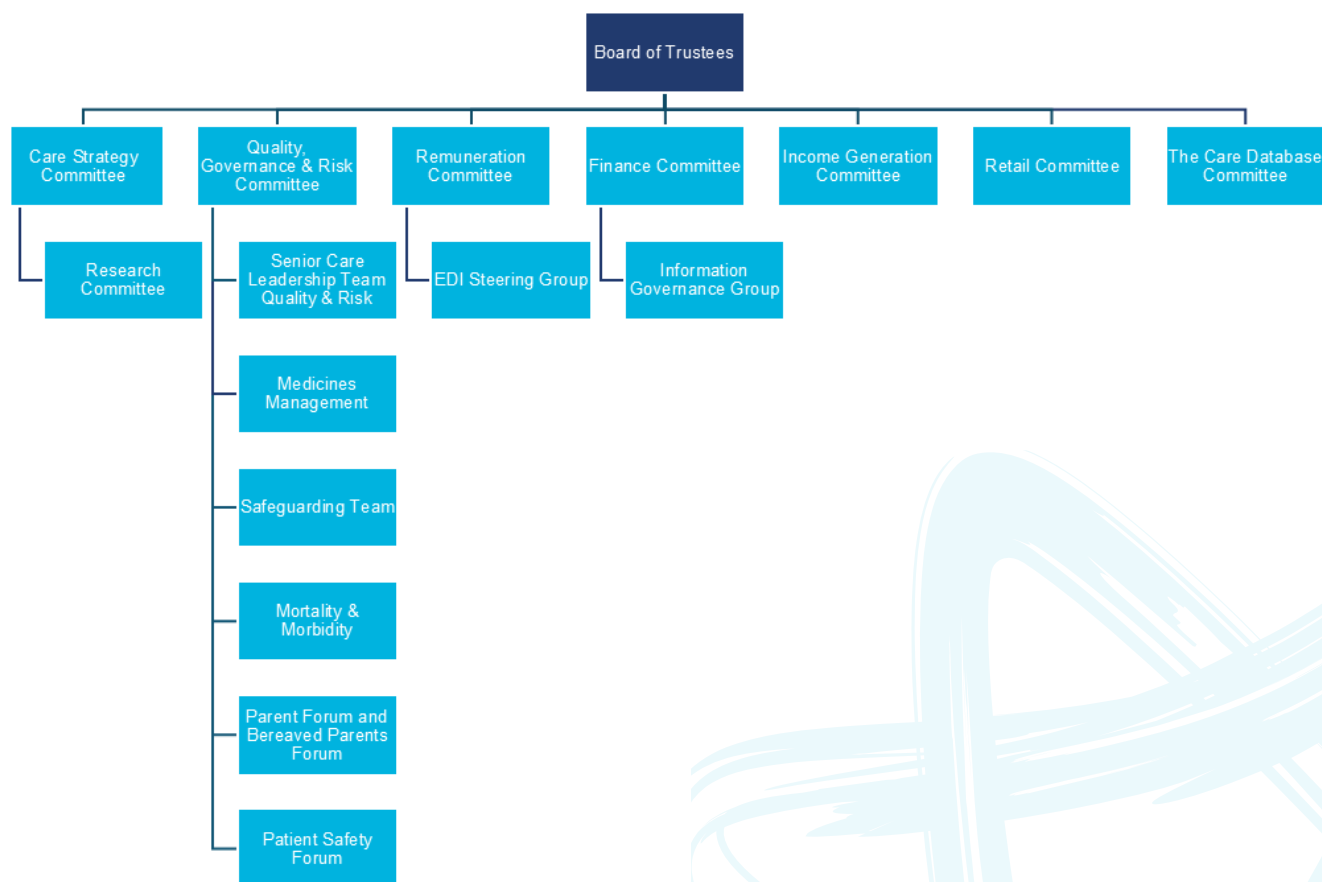 Board of Trustees
Care Strategy
Committee
Quality,
Governance & Risk
Committee
Remuneration
Committee
Finance Committee
Income Generation
Committee
Retail Committee
The Care Database
Committee
Research
Committee
Senior Care
Leadership Team
Quality & Risk
EDI Steering Group
Information
Governance Group
Medicines
Management
Safeguarding Team
Mortality &
Morbidity
Parent Forum and
Bereaved Parents
Forum
Patient Safety
Forum